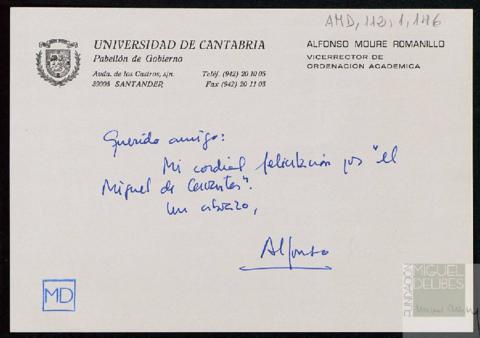 AMD, 112, 1, 146
UNIVERSIDAD DE CANTABRIA
Pabellón de Gobierno
Avda. de los Castros, s/n.
Teléf. (942) 20 10 05
39005 SANTANDER
Fax (942) 20 11 03
ALFONSO MOURE ROMANILLO
VICERRECTOR DE
ORDENACION ACADEMICA
Querido amigo:
Mi cordial felicitación por "el
Miguel de Cervantes".
Un abrazo,
Alfonso
MD
FUNDACIÓN
MIGUEL
DELIBES